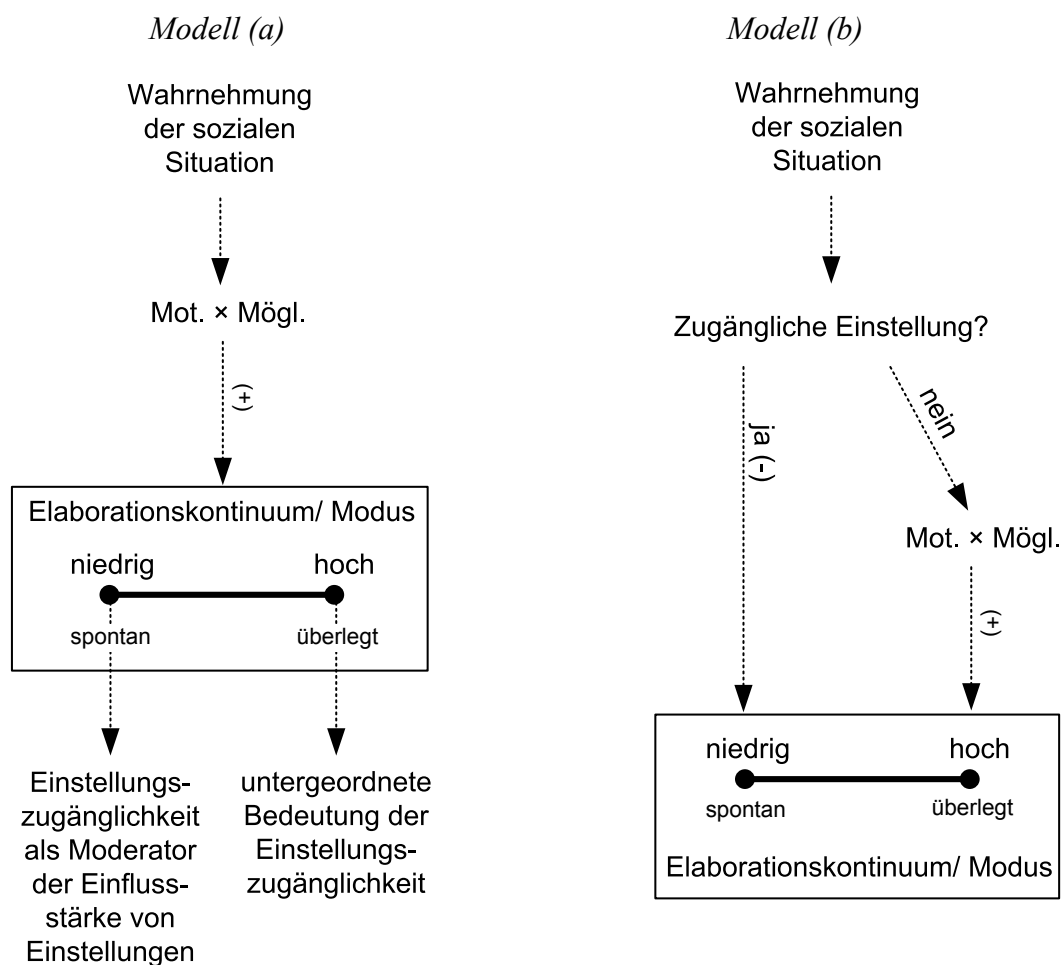 Modell (a)
Wahrnehmung
der sozialen
Situation
Mot. × Mögl.
(+)
Elaborationskontinuum/ Modus
niedrig
hoch
spontan
überlegt
Einstellungs-
zugänglichkeit
als Moderator
der Einfluss-
stärke von
Einstellungen
untergeordnete
Bedeutung der
Einstellungs-
zugänglichkeit
Modell (b)
Wahrnehmung
der sozialen
Situation
Zugängliche Einstellung?
ja (-)
nein
Mot. × Mögl.
(+)
niedrig
hoch
spontan
überlegt
Elaborationskontinuum/ Modus